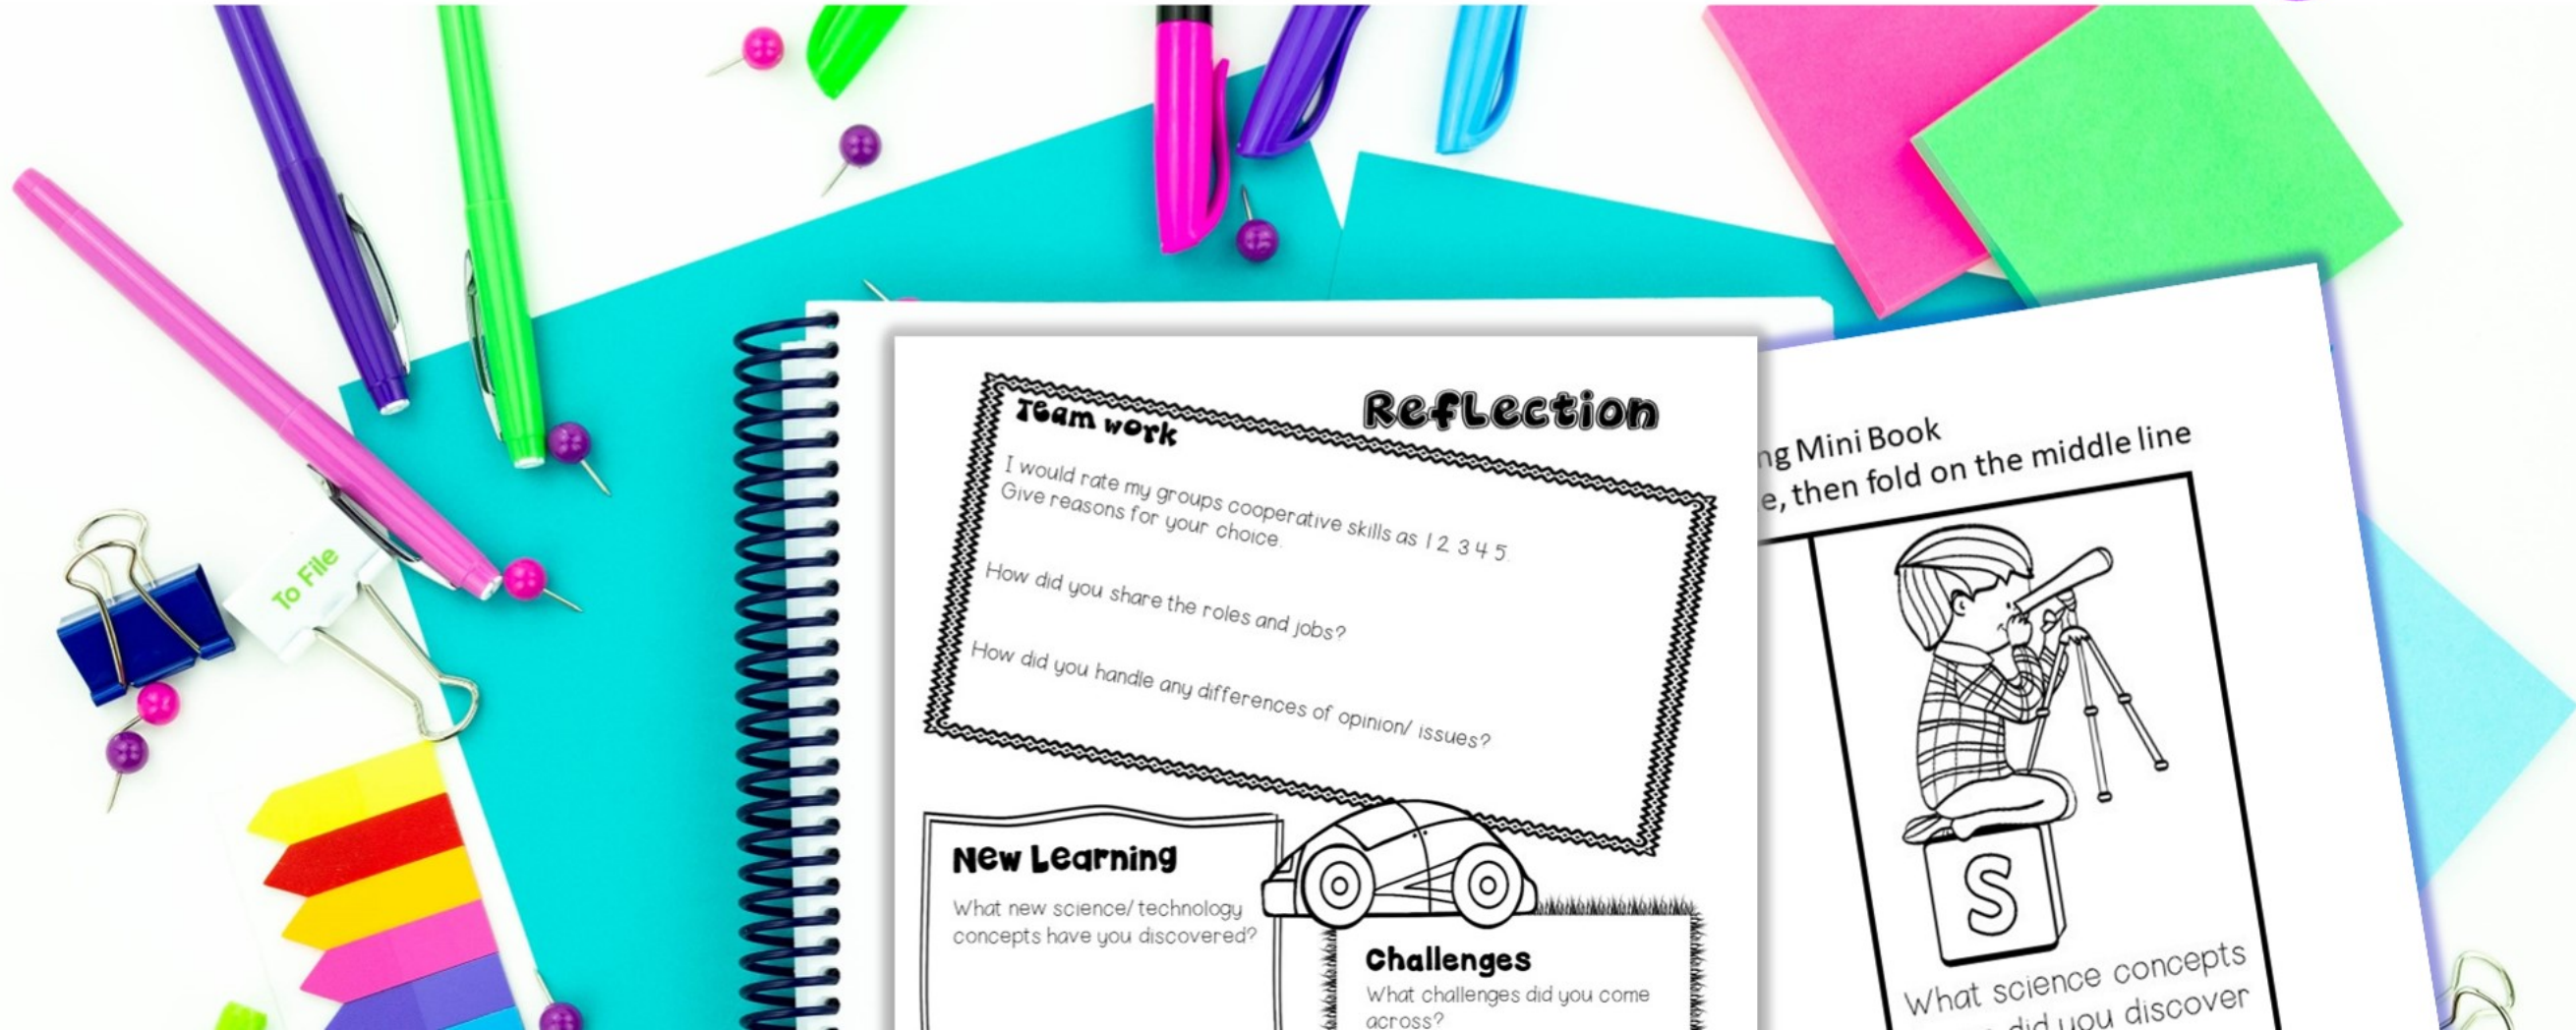 To File
Reflection
Team work
I would rate my groups cooperative skills as 1 2 3 4 5.
Give reasons for your choice.
How did you share the roles and jobs?
How did you handle any differences of opinion/ issues?
New Learning
What new science/ technology
concepts have you discovered?
Challenges
What challenges did you come
across?
ng Mini Book
e, then fold on the middle line
S
What science concepts
did you discover